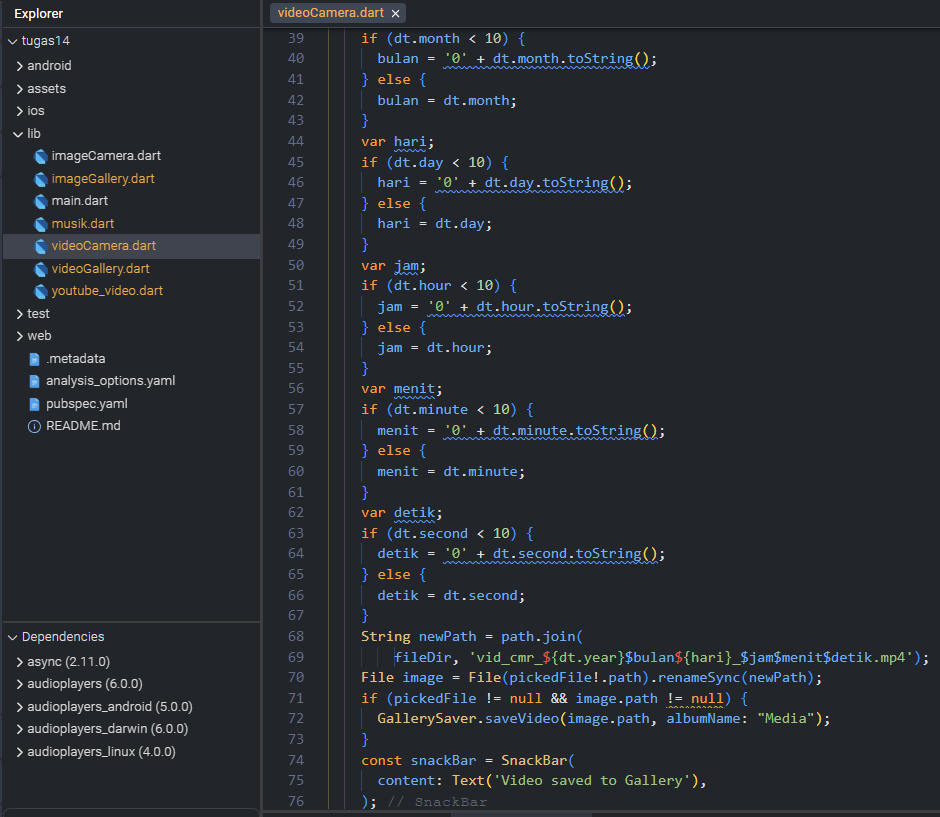 Explorer
tugas14
android
assets
ios
lib
imageCamera.dart
imageGallery.dart
main.dart
musik.dart
videoCamera.dart
videoGallery.dart
youtube_video.dart
test
web
.metadata
analysis_options.yaml
pubspec.yaml
README.md
Dependencies
async (2.11.0)
audioplayers (6.0.0)
audioplayers_android (5.0.0)
audioplayers_darwin (6.0.0)
audioplayers_linux (4.0.0)
videoCamera.dart ×
39 if (dt.month < 10) {
40 bulan = '0' + dt.month.toString();
41 } else {
42 bulan = dt.month;
43 }
44 var hari;
45 if (dt.day < 10) {
46 hari = '0' + dt.day.toString();
47 } else {
48 hari = dt.day;
49 }
50 var jam;
51 if (dt.hour < 10) {
52 jam = '0' + dt.hour.toString();
53 } else {
54 jam = dt.hour;
55 }
56 var menit;
57 if (dt.minute < 10) {
58 menit = '0' + dt.minute.toString();
59 } else {
60 menit = dt.minute;
61 }
62 var detik;
63 if (dt.second < 10) {
64 detik = '0' + dt.second.toString();
65 } else {
66 detik = dt.second;
67 }
68 String newPath = path.join(
69 fileDir, 'vid_cmr_${dt.year}$bulan${hari}_$jam$menit$detik.mp4');
70 File image = File(pickedFile!.path).renameSync(newPath);
71 if (pickedFile != null && image.path != null) {
72 GallerySaver.saveVideo(image.path, albumName: "Media");
73 }
74 const snackBar = SnackBar(
75 content: Text('Video saved to Gallery'),
76 ); // SnackBar